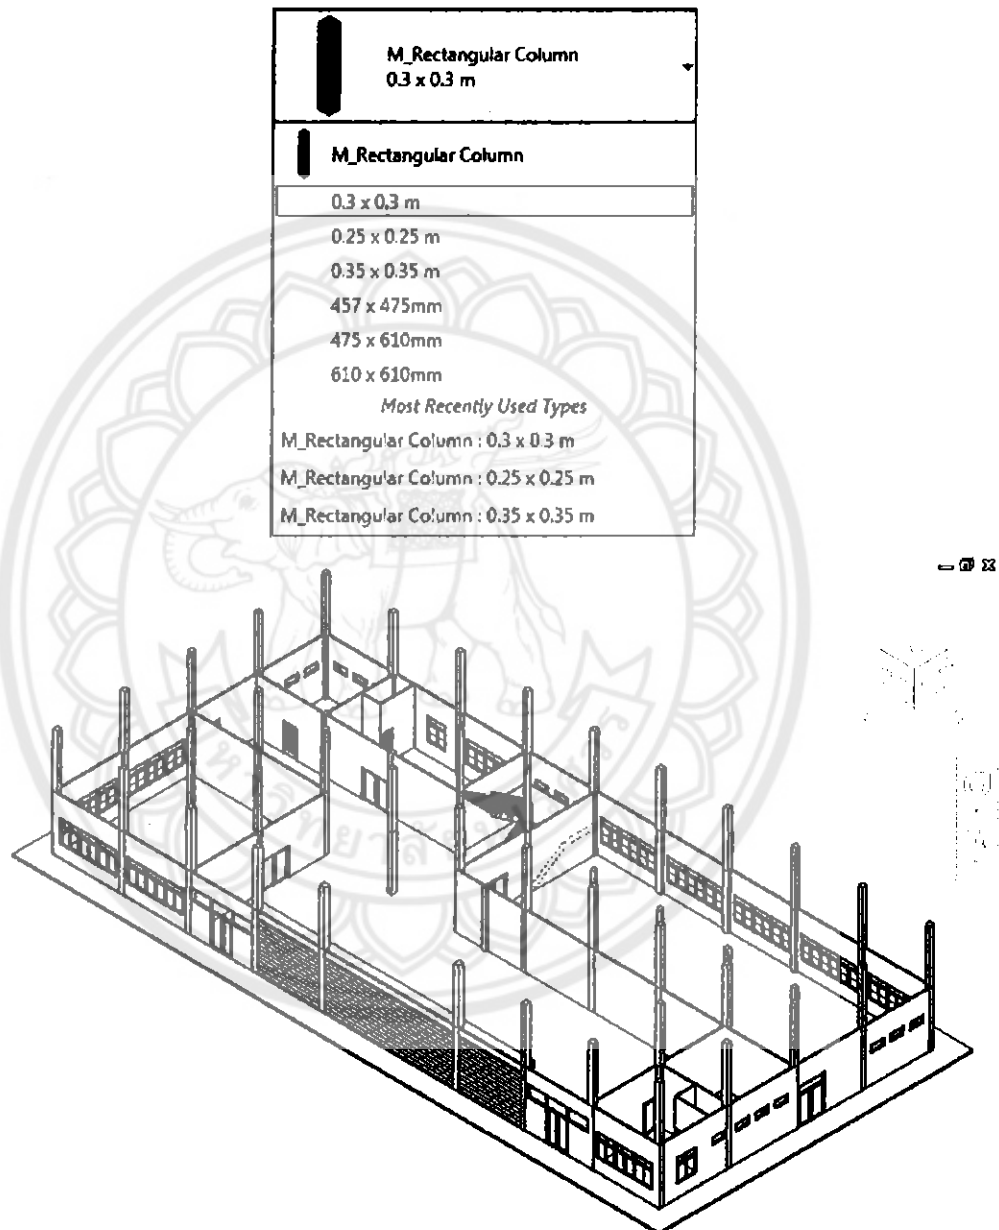 M_Rectangular Column
0.3 x 0.3 m
M_Rectangular Column
0.3 x 0.3 m
0.25 x 0.25 m
0.35 x 0.35 m
457 x 475mm
475 x 610mm
610 x 610mm
Most Recently Used Types
M_Rectangular Column : 0.3 x 0.3 m
M_Rectangular Column : 0.25 x 0.25 m
M_Rectangular Column : 0.35 x 0.35 m